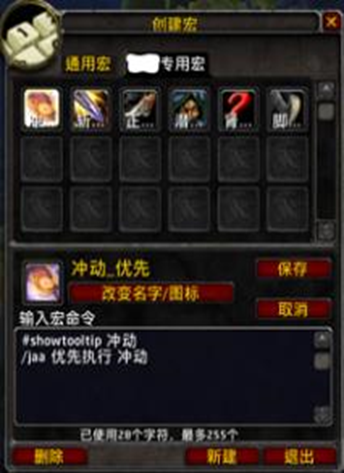 创建宏
通用宏 专用宏
冲动_优先
保存
改变名字/图标
取消
输入宏命令
#showtooltip 冲动
/jaa 优先执行 冲动
已使用28个字符，最多255个
删除 新建 退出